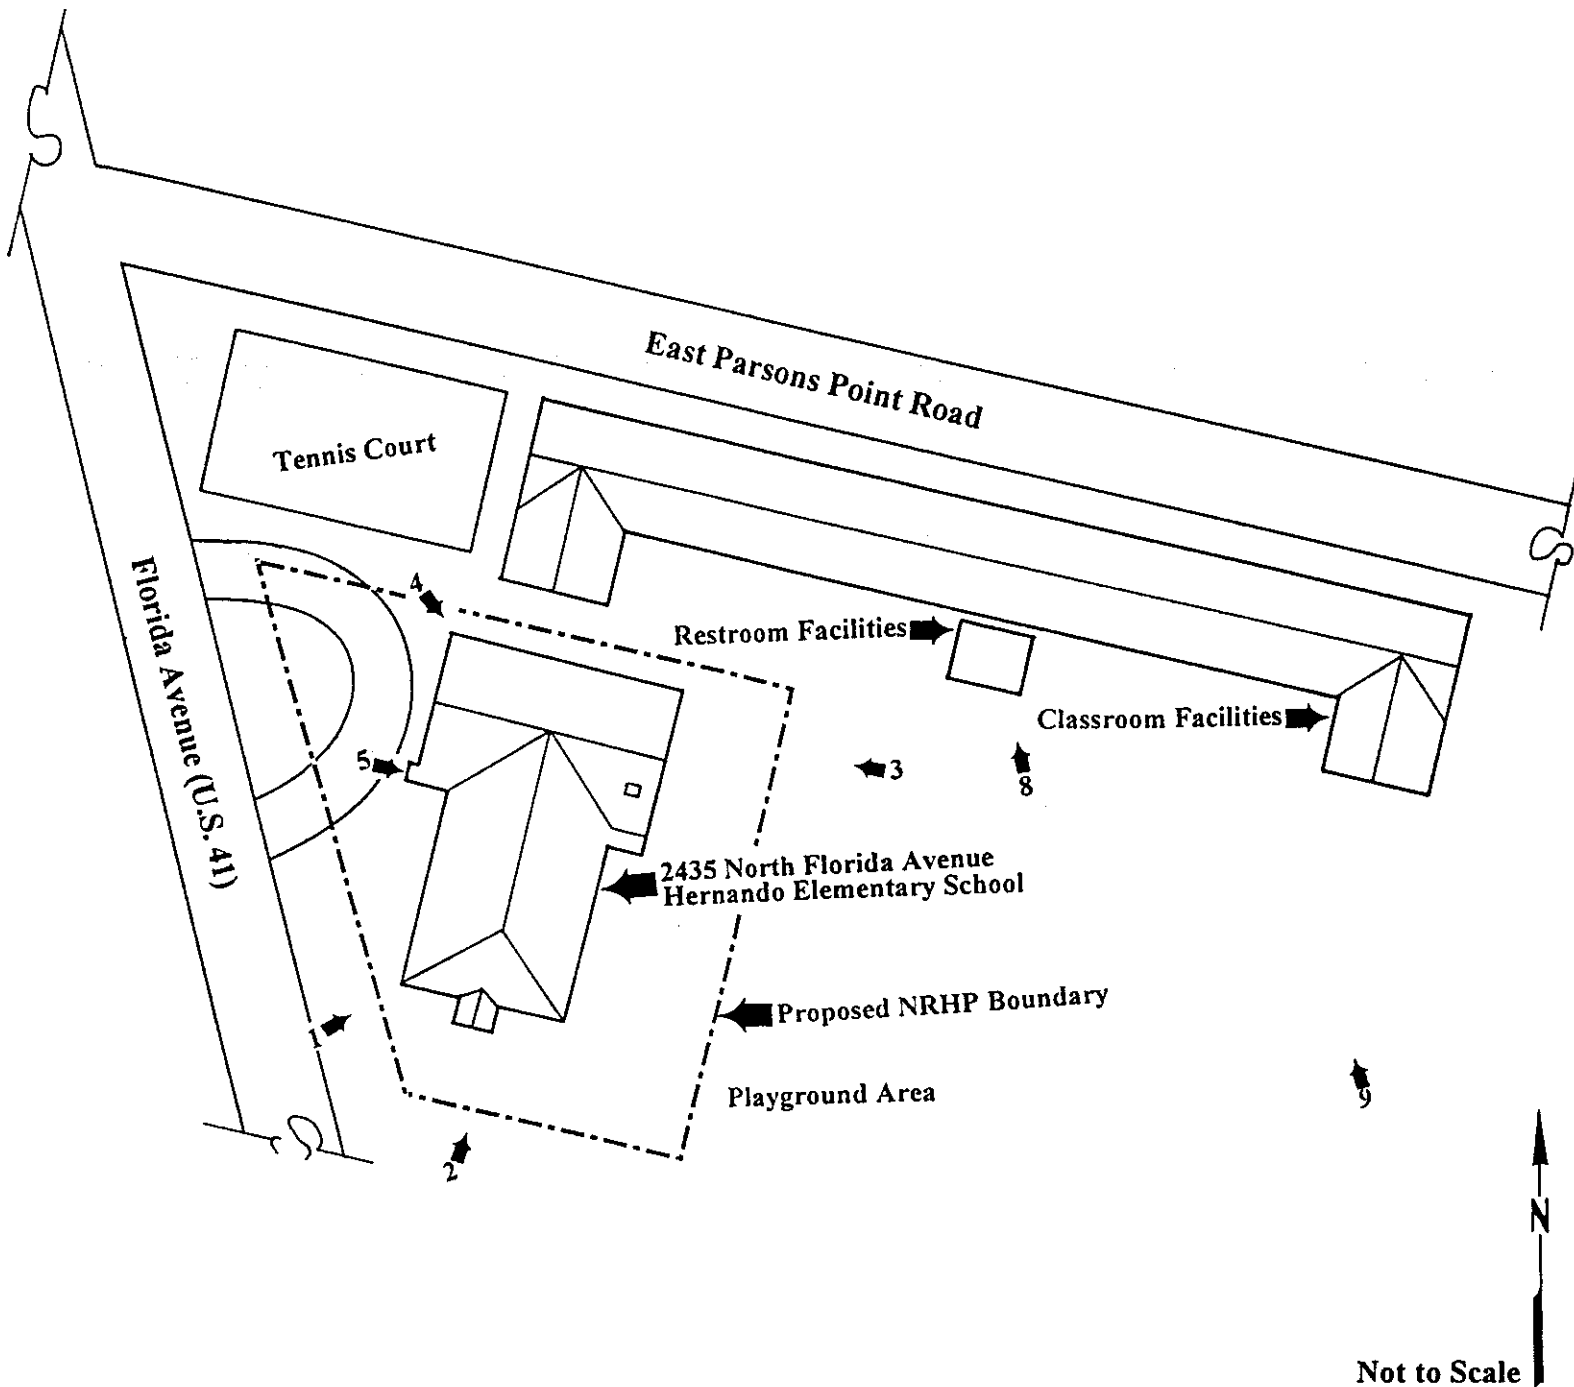 East Parsons Point Road
Tennis Court
Florida Avenue (U.S. 41)
4
Restroom Facilities
Classroom Facilities
5
3
8
2435 North Florida Avenue
Hernando Elementary School
Proposed NRHP Boundary
1
Playground Area
9
2
N
Not to Scale